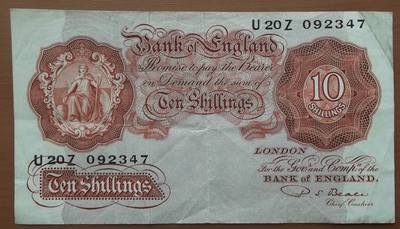 U20Z 092347
Bank of England
Promise to pay the Bearer
on Demand the sum of
Ten Shillings
10
SHILLINGS
LONDON
For the Govr. and Compa. of the
BANK OF ENGLAND.
U20Z 092347
Ten Shillings
P S Beale
Chief Cashier